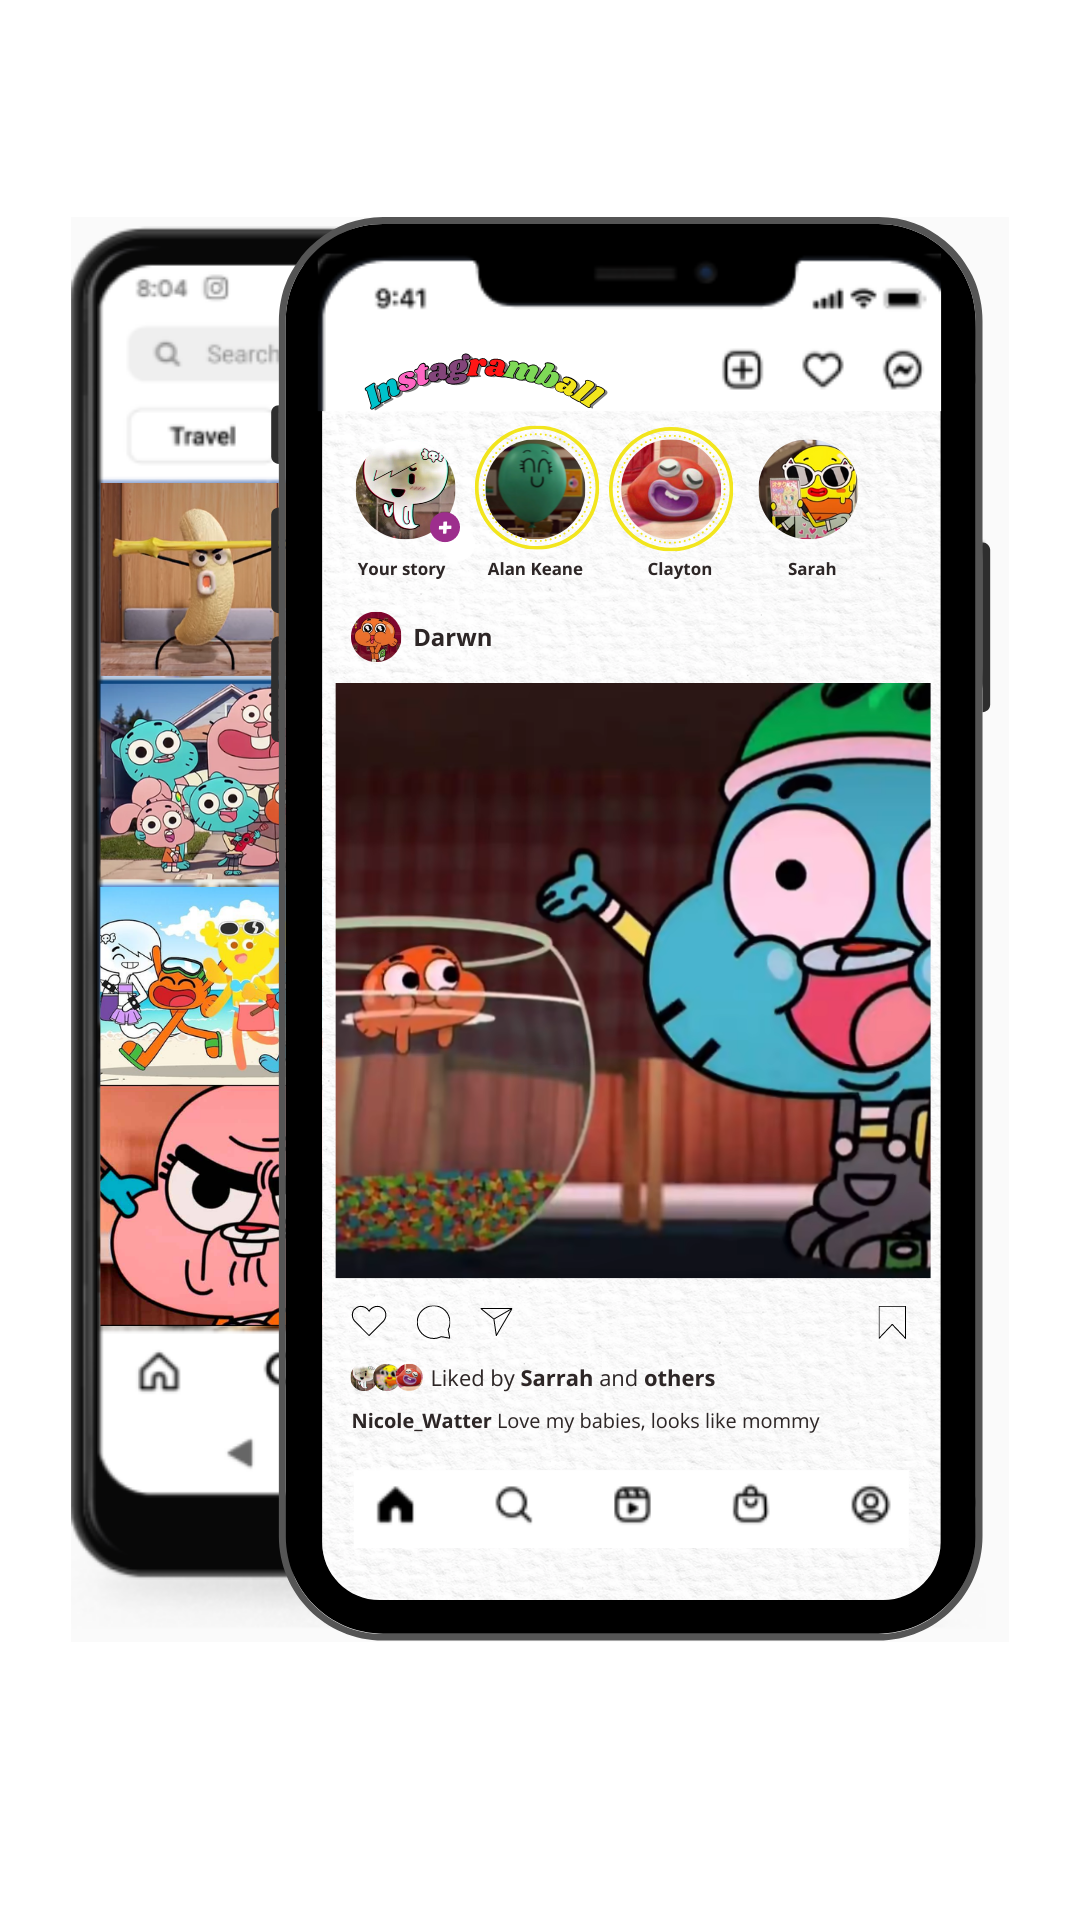 8:04
Search
Travel
9:41
Instagramball
Your story
Alan Keane
Clayton
Sarah
Darwn
Liked by Sarrah and others
Nicole_Watter Love my babies, looks like mommy